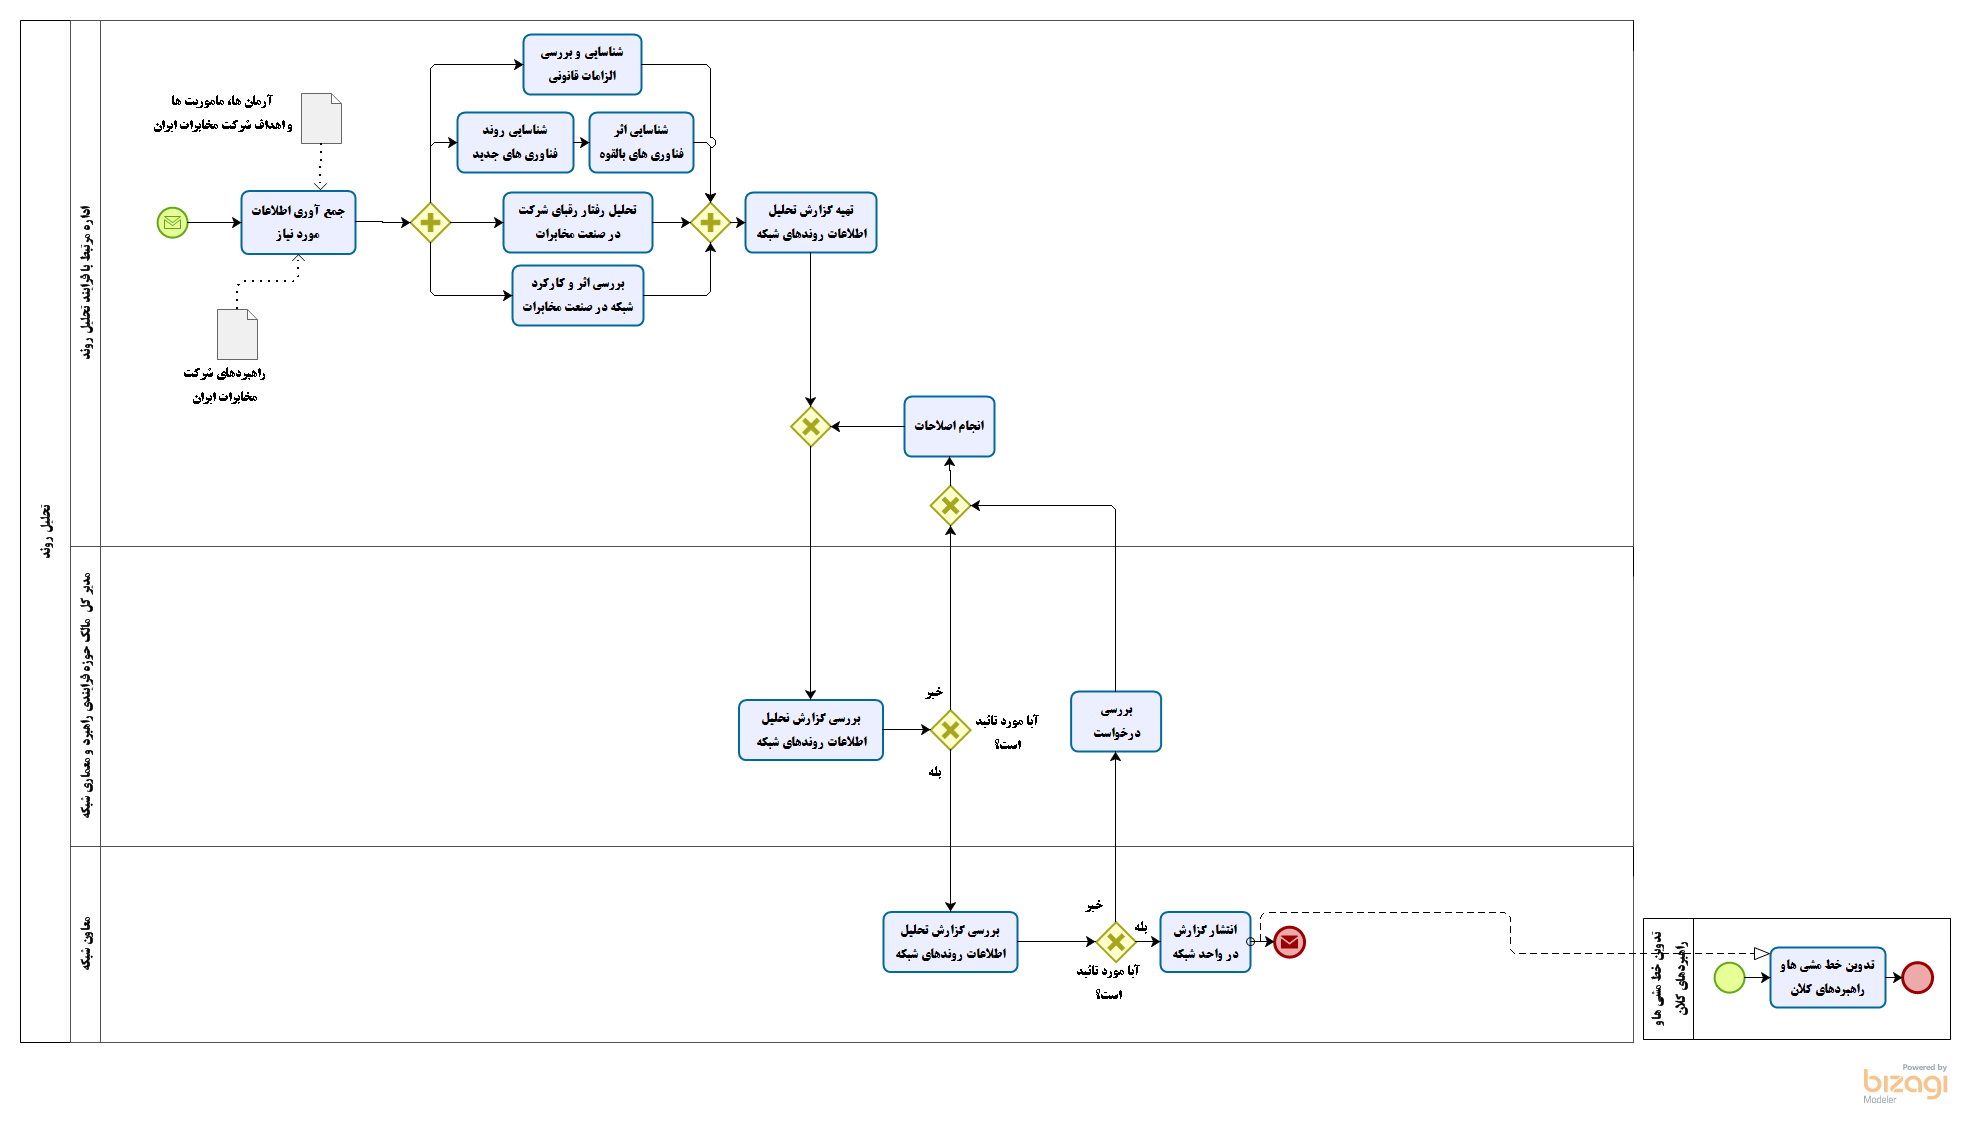 شناسایی و بررسی
الزامات قانونی
آرمان ها، ماموریت ها
و اهداف شرکت مخابرات ایران
شناسایی روند
فناوری های جدید
شناسایی اثر
فناوری های بالقوه
جمع آوری اطلاعات
مورد نیاز
تحلیل رفتار رقبای شرکت
در صنعت مخابرات
تهیه گزارش تحلیل
اطلاعات روندهای شبکه
بررسی اثر و کارکرد
شبکه در صنعت مخابرات
راهبردهای شرکت
مخابرات ایران
اداره مرتبط با فرایند تحلیل روند
انجام اصلاحات
تحلیل روند
مدیر کل مالک حوزه فرایندی راهبرد و معماری شبکه
خیر
بررسی گزارش تحلیل
اطلاعات روندهای شبکه
آیا مورد تائید
است؟
بله
بررسی
درخواست
معاون شبکه
خیر
بررسی گزارش تحلیل
اطلاعات روندهای شبکه
بله
آیا مورد تائید
است؟
انتشار گزارش
در واحد شبکه
تدوین خط مشی ها و
راهبردهای کلان
تدوین خط مشی ها و
راهبردهای کلان
Powered by
bizagi
Modeler